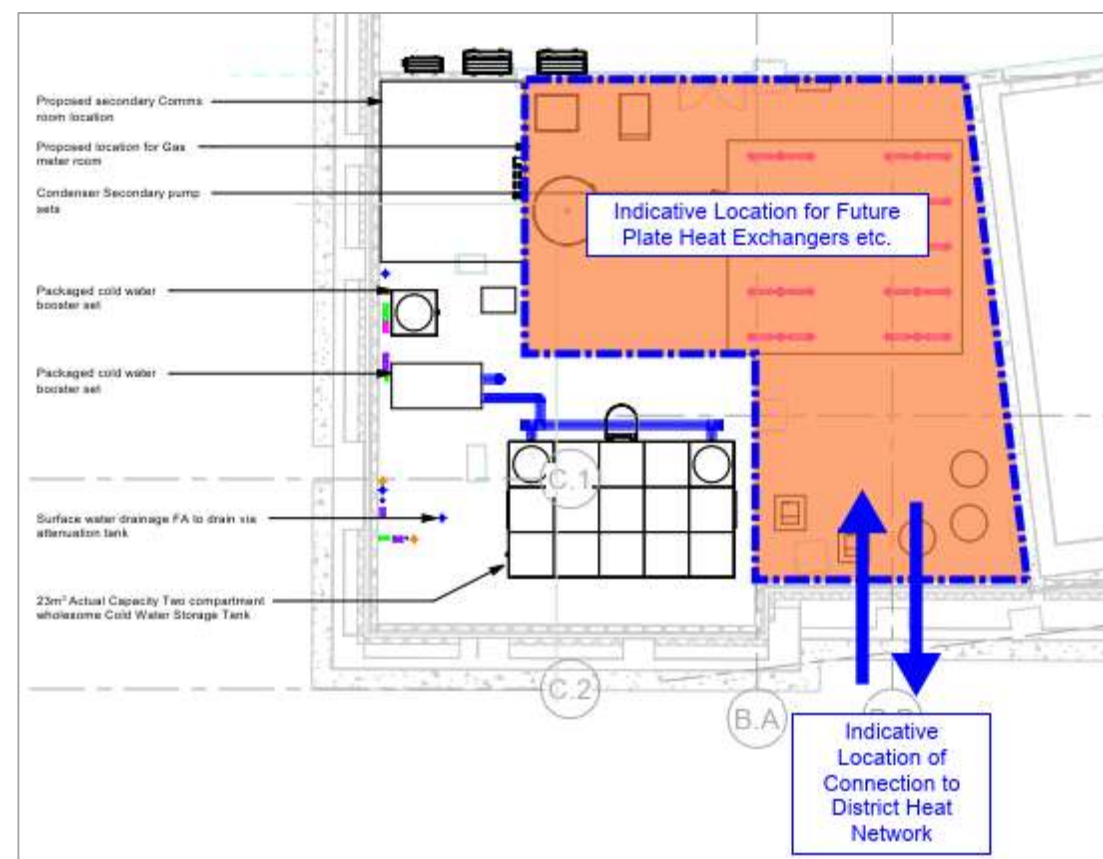 Proposed secondary Comms
room location
Proposed location for Gas
meter room
Condenser Secondary pump
sets
Indicative Location for Future
Plate Heat Exchangers etc.
Packaged cold water
booster set
Packaged cold water
booster set
C.1
Surface water drainage FA to drain via
attenuation tank
23m³ Actual Capacity Two compartment
wholesome Cold Water Storage Tank
C.2
B.A
Indicative
Location of
Connection to
District Heat
Network